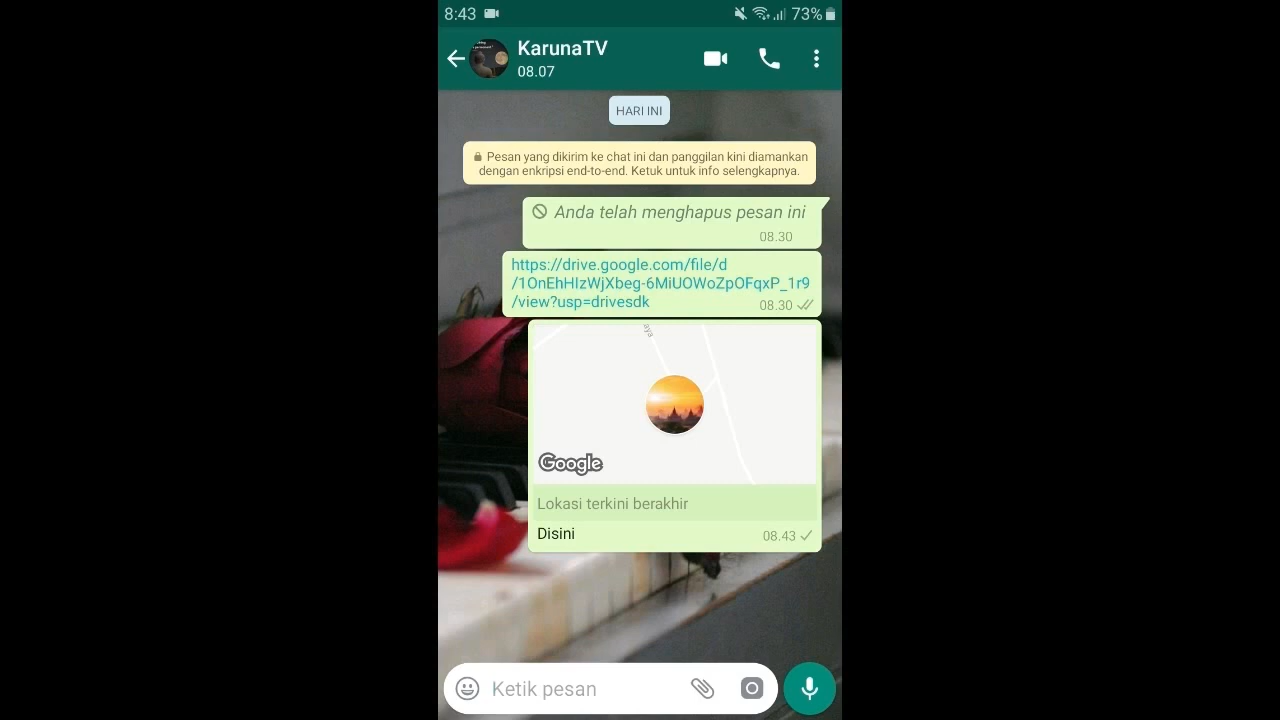 8:43
73%
KarunaTV
08.07
HARI INI
Pesan yang dikirim ke chat ini dan panggilan kini diamankan
dengan enkripsi end-to-end. Ketuk untuk info selengkapnya.
Anda telah menghapus pesan ini
08.30
https://drive.google.com/file/d
/1OnEhHIzWjXbeg-6MiUOWoZpOFqxP_1r9
/view?usp=drivesdk
08.30
aya
Google
Lokasi terkini berakhir
Disini
08.43
Ketik pesan